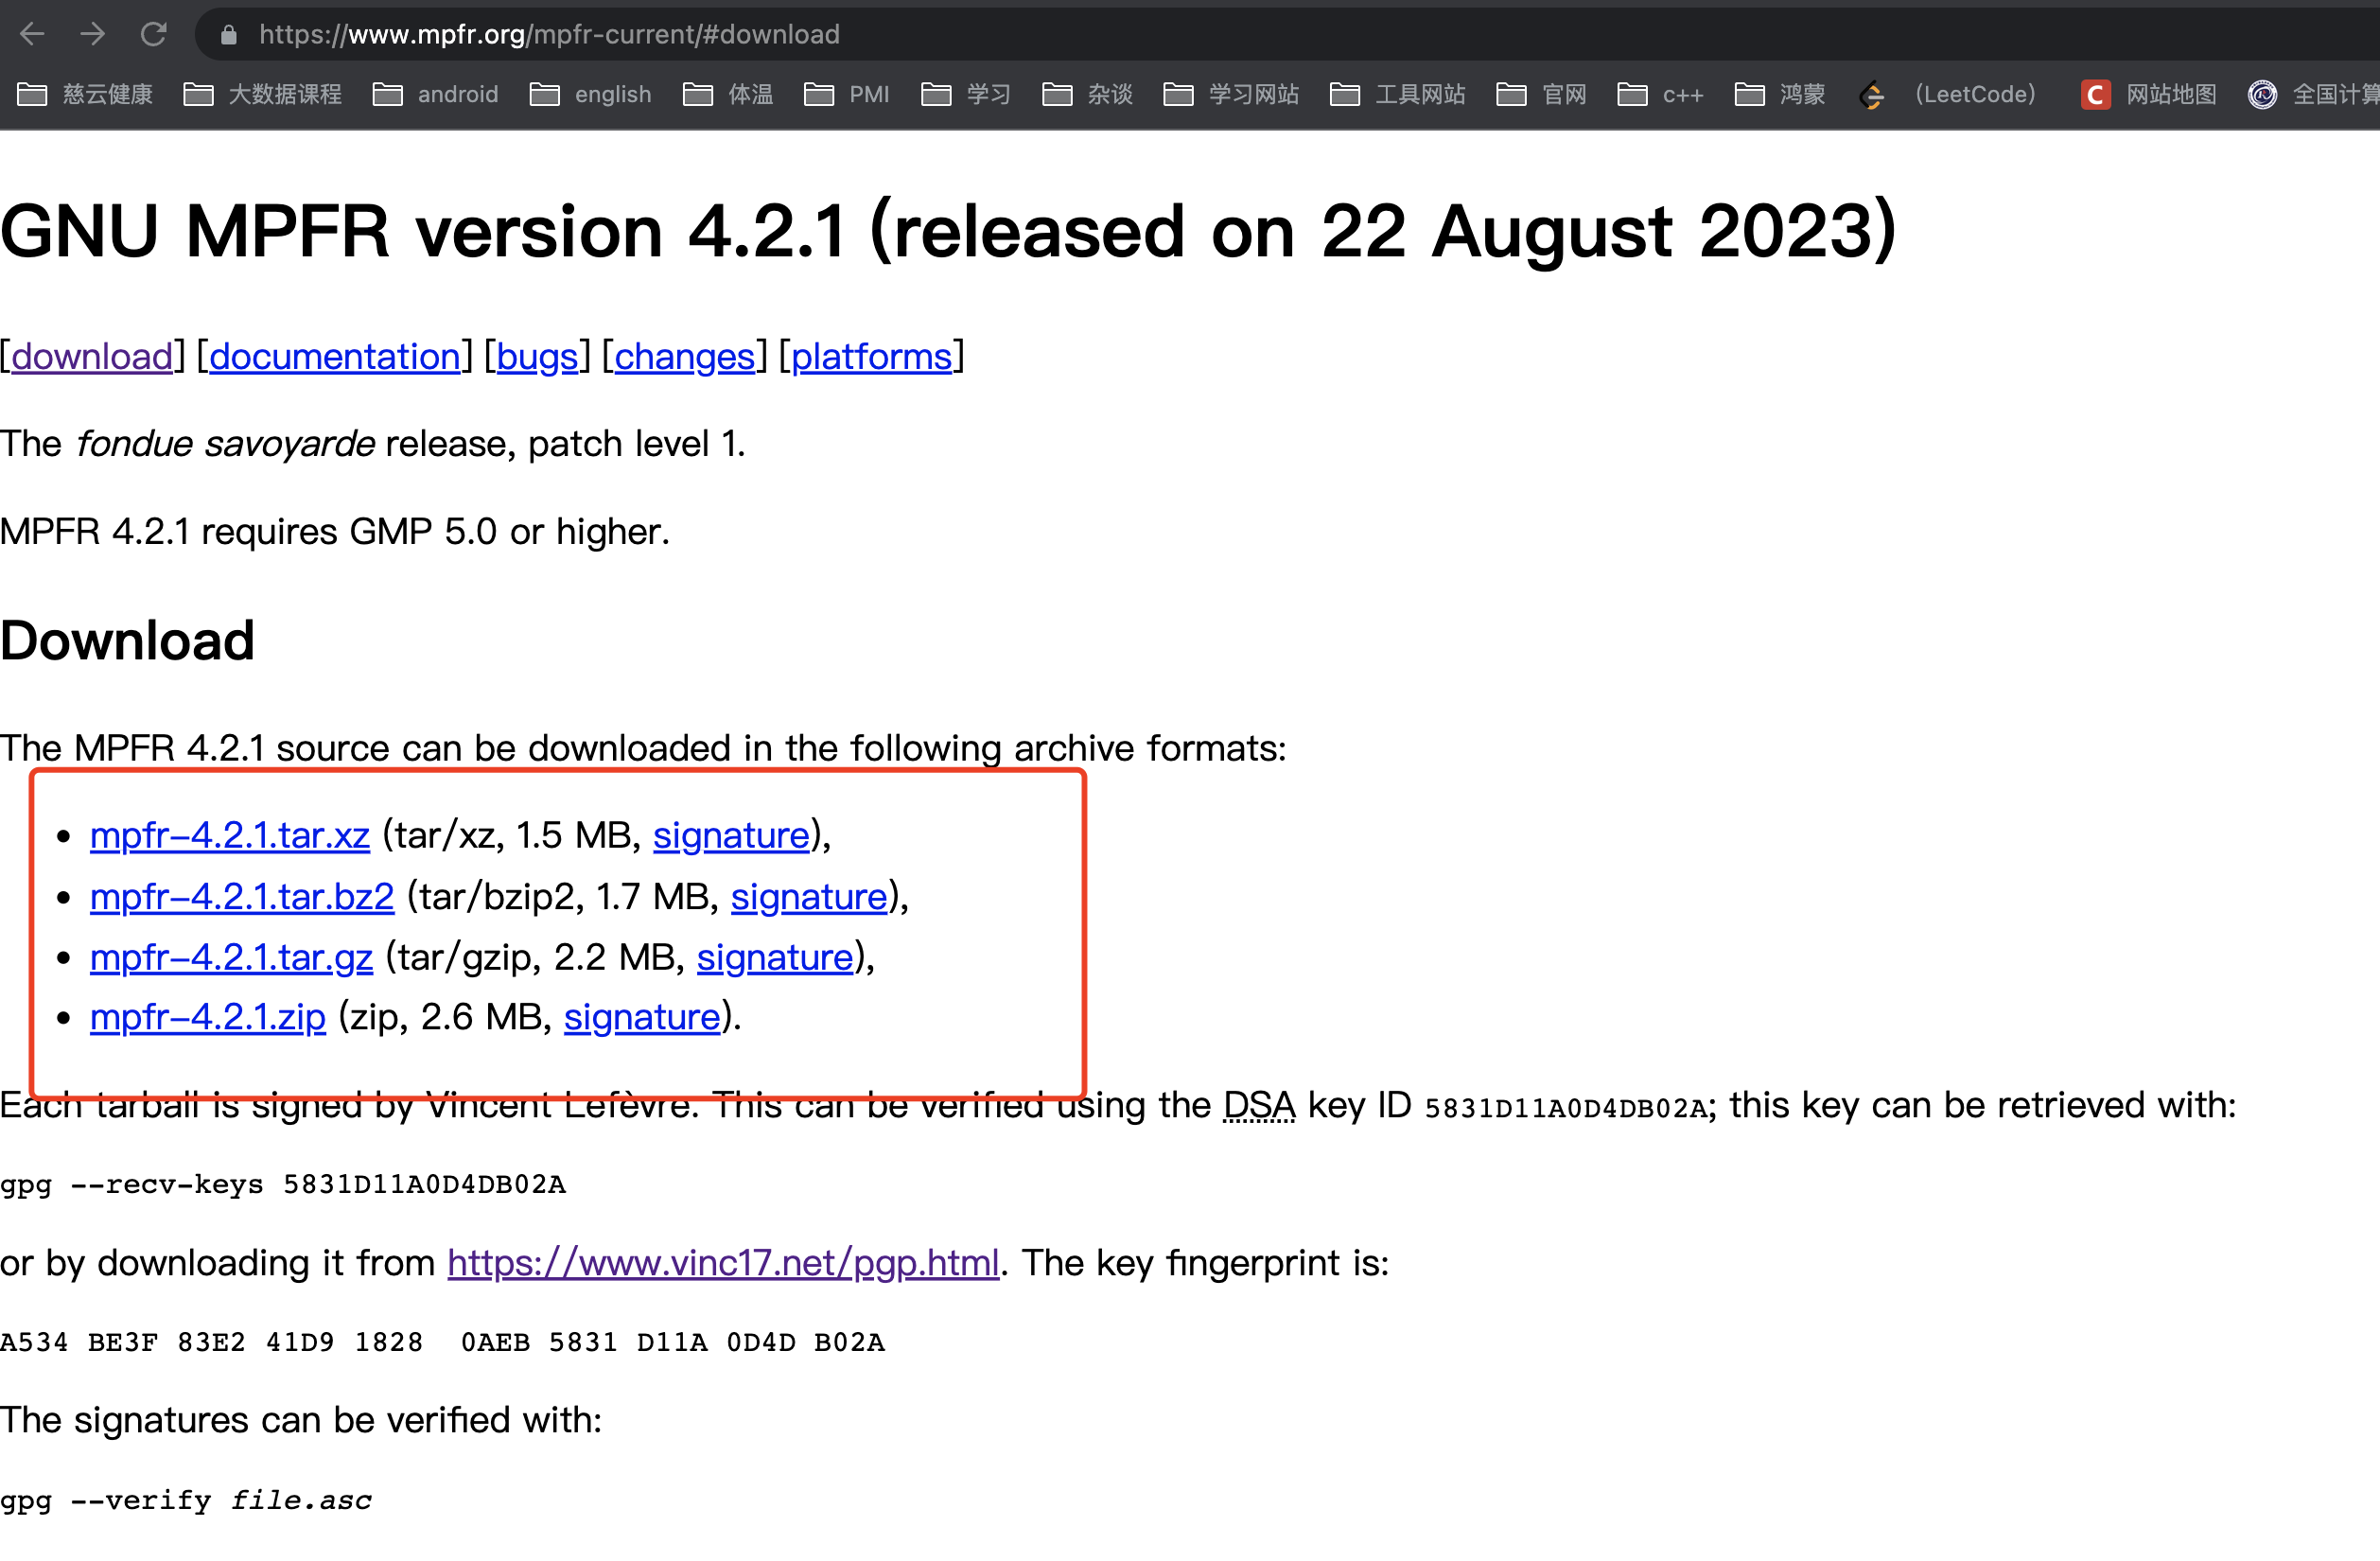 https://www.mpfr.org/mpfr-current/#download
慈云健康 大数据课程 android english 体温 PMI 学习 杂谈 学习网站 工具网站 官网 c++ 鸿蒙 (LeetCode) 网站地图 全国计算
GNU MPFR version 4.2.1 (released on 22 August 2023)
[download] [documentation] [bugs] [changes] [platforms]
The fondue savoyarde release, patch level 1.
MPFR 4.2.1 requires GMP 5.0 or higher.
Download
The MPFR 4.2.1 source can be downloaded in the following archive formats:
• mpfr-4.2.1.tar.xz (tar/xz, 1.5 MB, signature),
• mpfr-4.2.1.tar.bz2 (tar/bzip2, 1.7 MB, signature),
• mpfr-4.2.1.tar.gz (tar/gzip, 2.2 MB, signature),
• mpfr-4.2.1.zip (zip, 2.6 MB, signature).
Each tarball is signed by Vincent Lefèvre. This can be verified using the DSA key ID 5831D11A0D4DB02A; this key can be retrieved with:
gpg --recv-keys 5831D11A0D4DB02A
or by downloading it from https://www.vinc17.net/pgp.html. The key fingerprint is:
A534 BE3F 83E2 41D9 1828  0AEB 5831 D11A 0D4D B02A
The signatures can be verified with:
gpg --verify file.asc